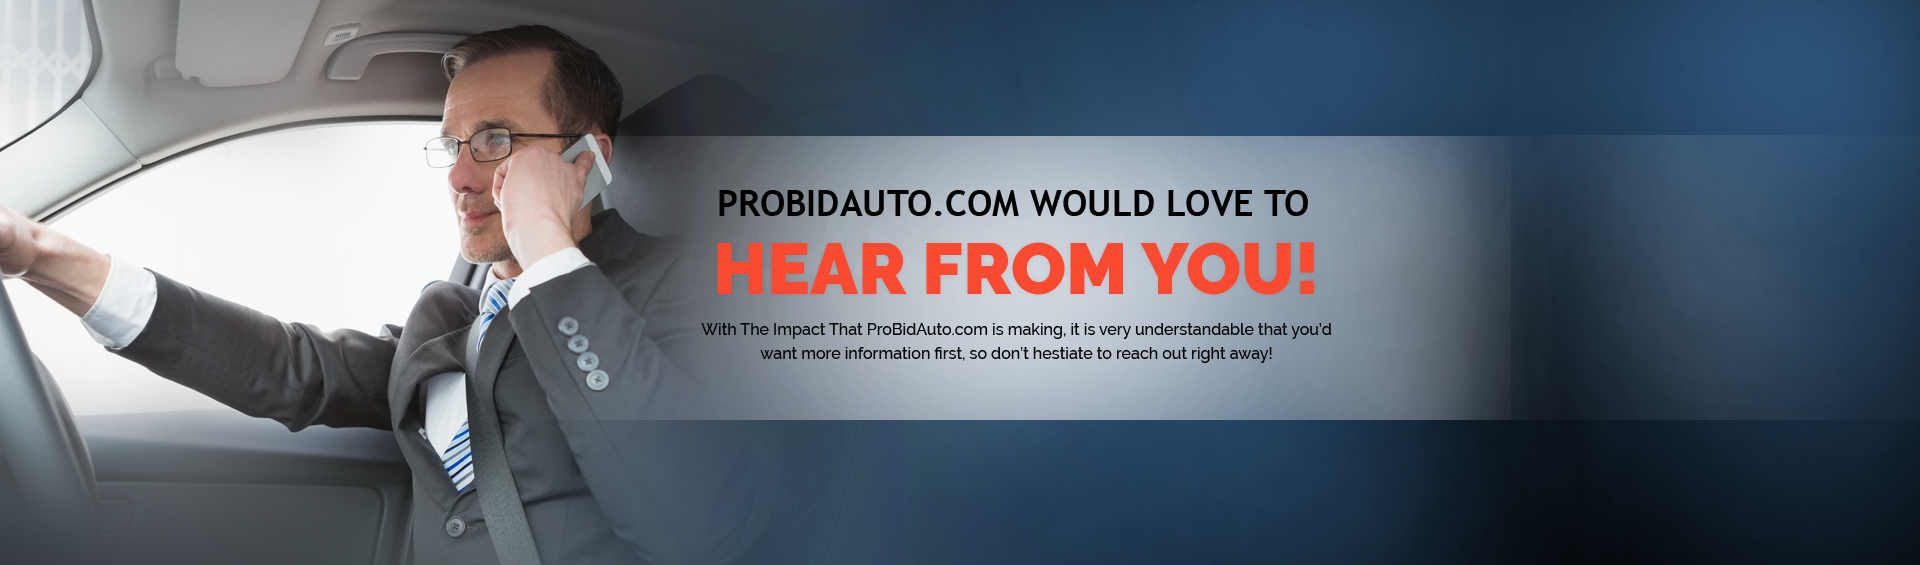 PROBIDAUTO.COM WOULD LOVE TO
HEAR FROM YOU!
With The Impact That ProBidAuto.com is making, it is very understandable that you'd
want more information first, so don't hestiate to reach out right away!